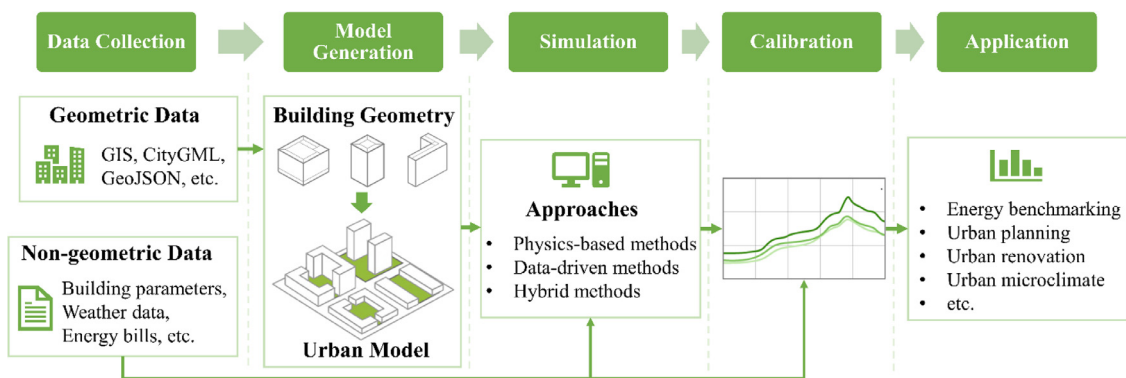 Data Collection
Model
Generation
Simulation
Calibration
Application
Geometric Data
GIS, CityGML,
GeoJSON, etc.
Non-geometric Data
Building parameters,
Weather data,
Energy bills, etc.
Building Geometry
Urban Model
Approaches
• Physics-based methods
• Data-driven methods
• Hybrid methods
• Energy benchmarking
• Urban planning
• Urban renovation
• Urban microclimate
• etc.